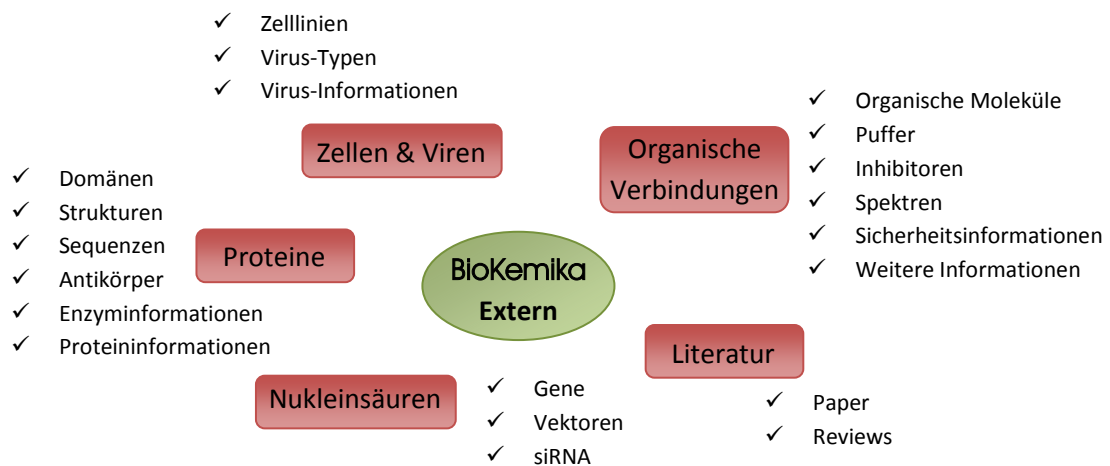 ✓ Zelllinien
✓ Virus-Typen
✓ Virus-Informationen
Zellen & Viren
Organische
Verbindungen
✓ Organische Moleküle
✓ Puffer
✓ Inhibitoren
✓ Spektren
✓ Sicherheitsinformationen
✓ Weitere Informationen
✓ Domänen
✓ Strukturen
✓ Sequenzen
✓ Antikörper
✓ Enzyminformationen
✓ Proteininformationen
Proteine
BioKemika
Extern
Literatur
✓ Paper
✓ Reviews
Nukleinsäuren
✓ Gene
✓ Vektoren
✓ siRNA